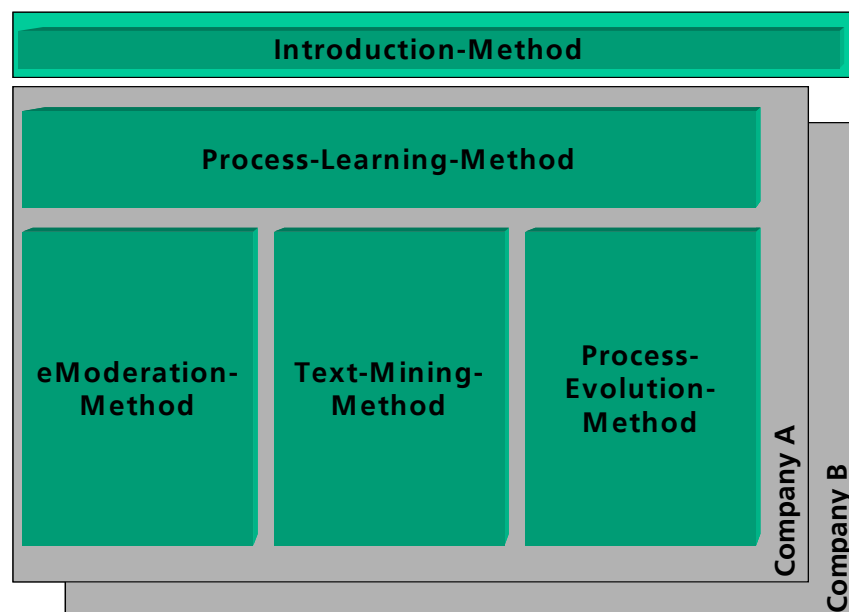 Introduction-Method
Process-Learning-Method
eModeration-
Method
Text-Mining-
Method
Process-
Evolution-
Method
Company A
Company B